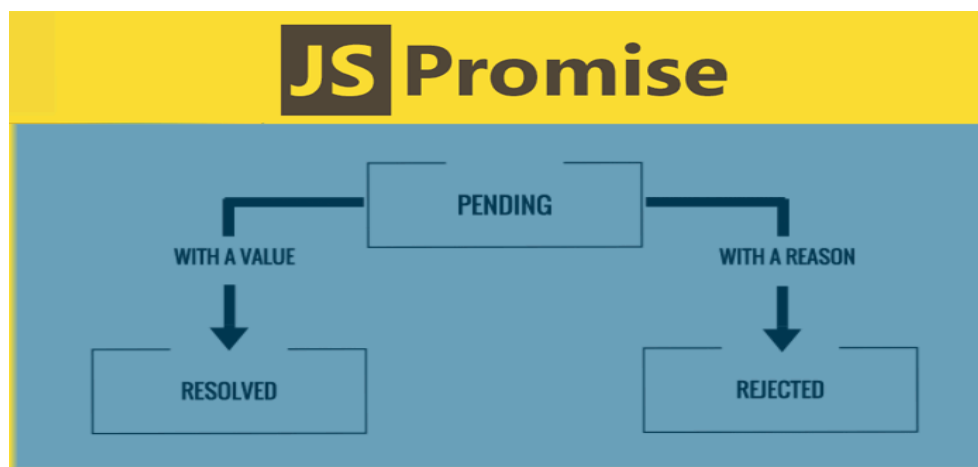 JS Promise
PENDING
WITH A VALUE
WITH A REASON
RESOLVED
REJECTED